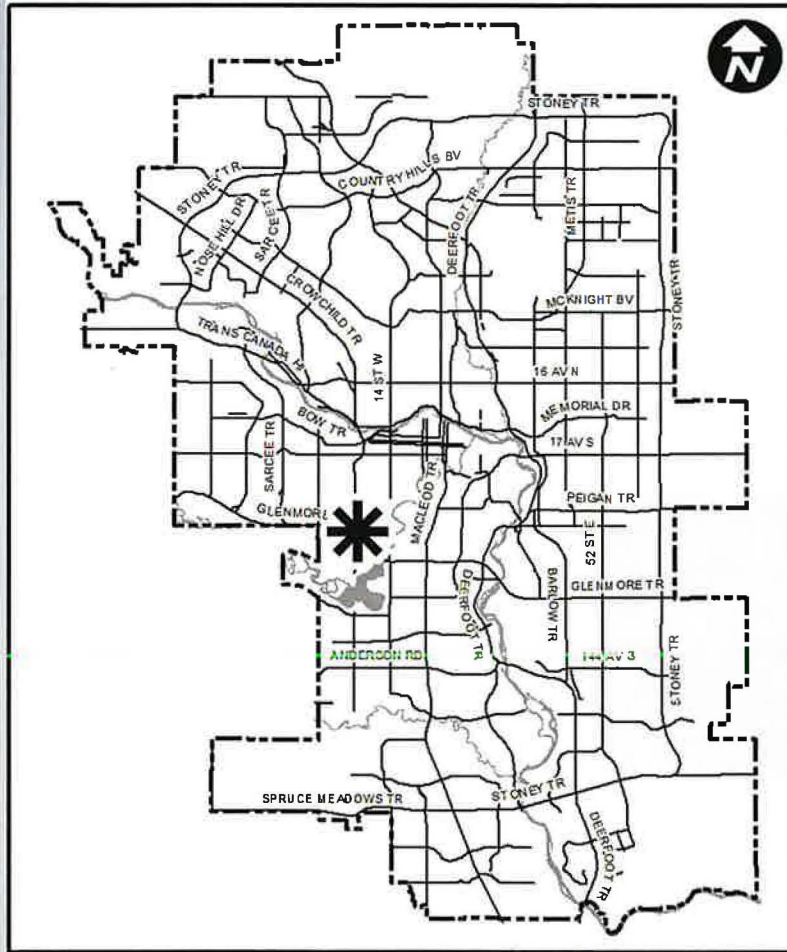 N
STONEY TR
COUNTRY HILLS BV
STONEY TR
DEERFOOT TR
METIS TR
NOSE HILL DR
SARCEE TR
CROWCHILD TR
MCKNIGHT BV
STONEY TR
TRANS CANADA HI
14 ST W
16 AV N
MEMORIAL DR
BOW TR
17 AV S
SARCEE TR
MACLEOD TR
PEIGAN TR
GLENMORE
52 ST E
DEERFOOT TR
BARLOW TR
GLENMORE TR
ANDERSON RD
STONEY TR
STONEY TR
SPRUCE MEADOWS TR
DEERFOOT TR